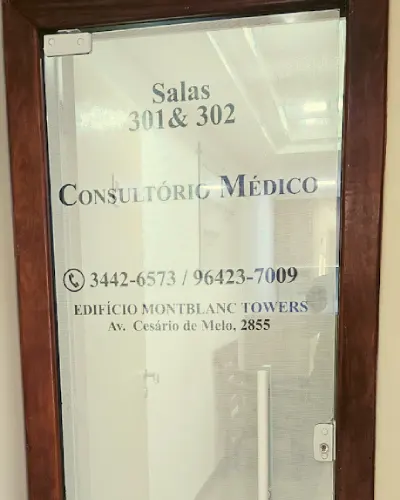 Salas
301& 302
CONSULTÓRIO MÉDICO
3442-6573 / 96423-7009
EDIFÍCIO MONTBLANC TOWERS
Av. Cesário de Melo, 2855